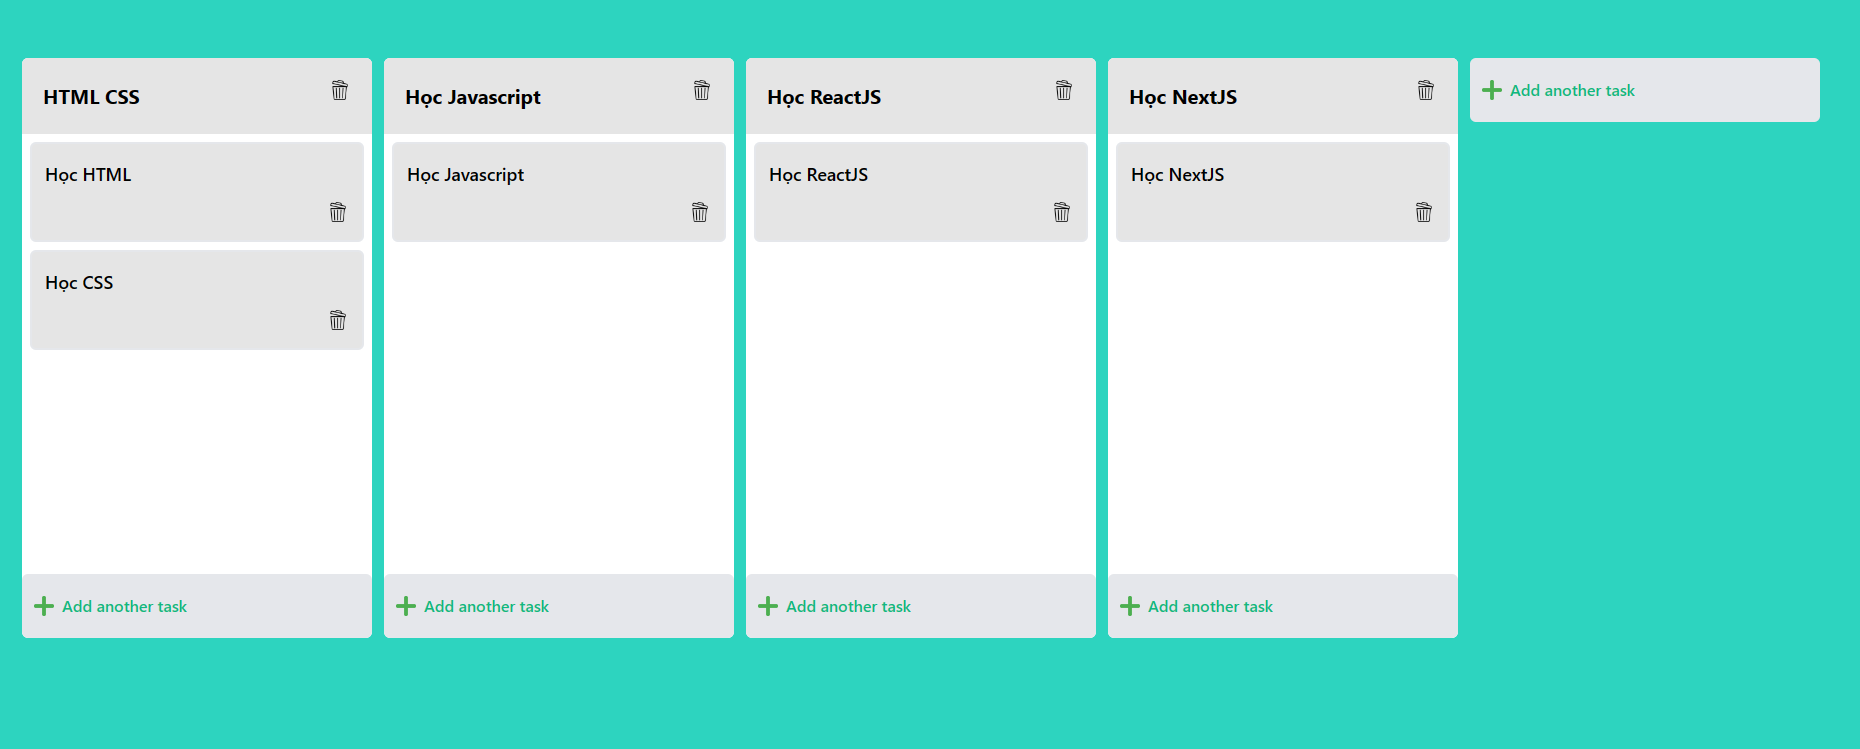 HTML CSS
Học HTML
Học CSS
Add another task
Học Javascript
Học Javascript
Add another task
Học ReactJS
Học ReactJS
Add another task
Học NextJS
Học NextJS
Add another task
Add another task